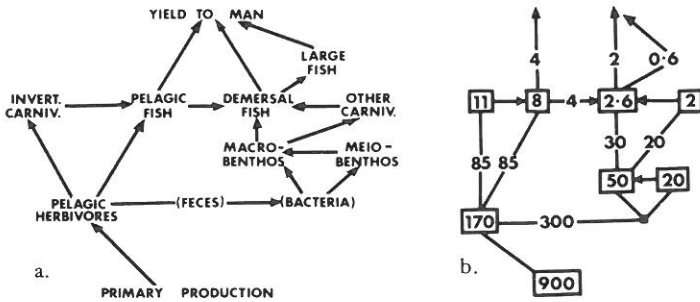 YIELD TO MAN
LARGE
FISH
INVERT.
CARNIV.
PELAGIC
FISH
DEMERSAL
FISH
OTHER
CARNIV.
MACRO-
BENTHOS
MEIO-
BENTHOS
PELAGIC
HERBIVORES
(FECES)
(BACTERIA)
a.
PRIMARY PRODUCTION
4
2
0·6
11
8
4
2·6
2
85
85
30
20
50
20
170
300
b.
900